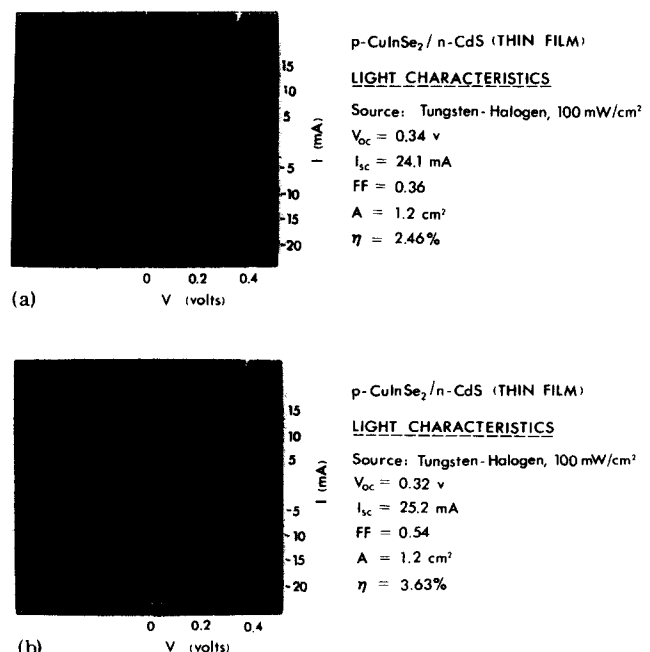 p-CuInSe₂/n-CdS (THIN FILM)
LIGHT CHARACTERISTICS
Source: Tungsten-Halogen, 100 mW/cm²
Voc = 0.34 v
Isc = 24.1 mA
FF = 0.36
A = 1.2 cm²
η = 2.46%
15
10
5
I (mA)
-5
-10
-15
-20
0 0.2 0.4
V (volts)
(a)
p-CuInSe₂/n-CdS (THIN FILM)
LIGHT CHARACTERISTICS
Source: Tungsten-Halogen, 100 mW/cm²
Voc = 0.32 v
Isc = 25.2 mA
FF = 0.54
A = 1.2 cm²
η = 3.63%
15
10
5
I (mA)
-5
-10
-15
-20
0 0.2 0.4
V (volts)
(b)